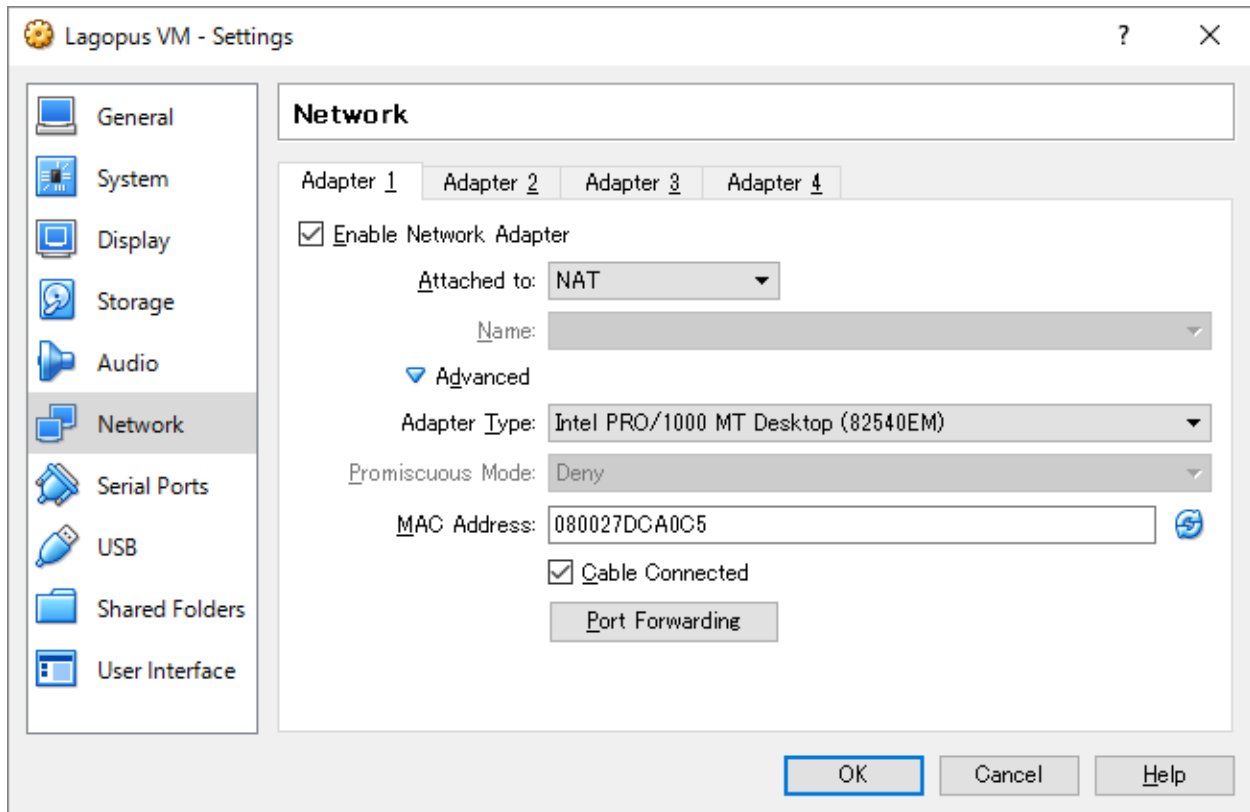 Lagopus VM - Settings
?
General
System
Display
Storage
Audio
Network
Serial Ports
USB
Shared Folders
User Interface
Network
Adapter 1 Adapter 2 Adapter 3 Adapter 4
Enable Network Adapter
Attached to: NAT
Name:
Advanced
Adapter Type: Intel PRO/1000 MT Desktop (82540EM)
Promiscuous Mode: Deny
MAC Address: 080027DCA0C5
Cable Connected
Port Forwarding
OK Cancel Help